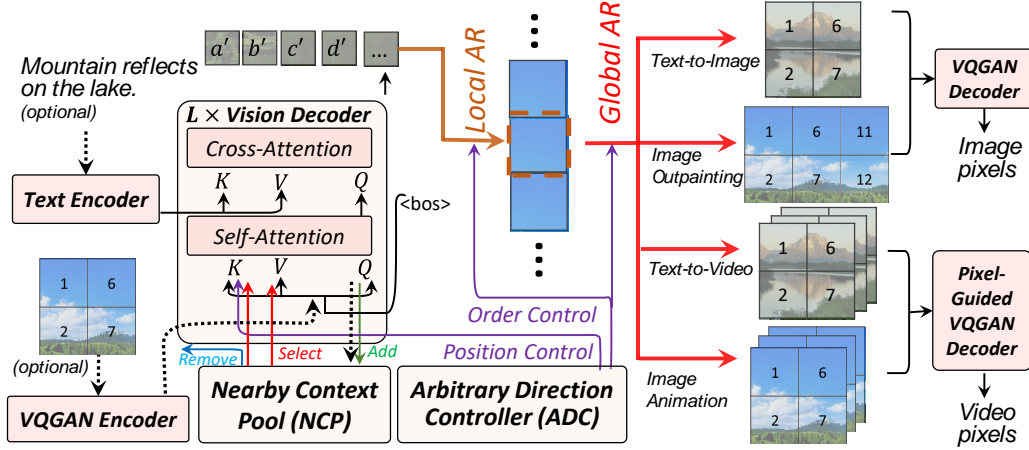 Mountain reflects
on the lake.
(optional)
Text Encoder
1 6
2 7
(optional)
VQGAN Encoder
a' b' c' d' ...
L × Vision Decoder
Cross-Attention
K V Q
<bos>
Self-Attention
K V Q
Remove
Select
Add
Nearby Context
Pool (NCP)
Order Control
Position Control
Arbitrary Direction
Controller (ADC)
Local AR
Global AR
Text-to-Image
1 6
2 7
Image
Outpainting
1 6 11
2 7 12
Text-to-Video
1 6
2 7
Image
Animation
1 6
2 7
VQGAN
Decoder
Image
pixels
Pixel-
Guided
VQGAN
Decoder
Video
pixels